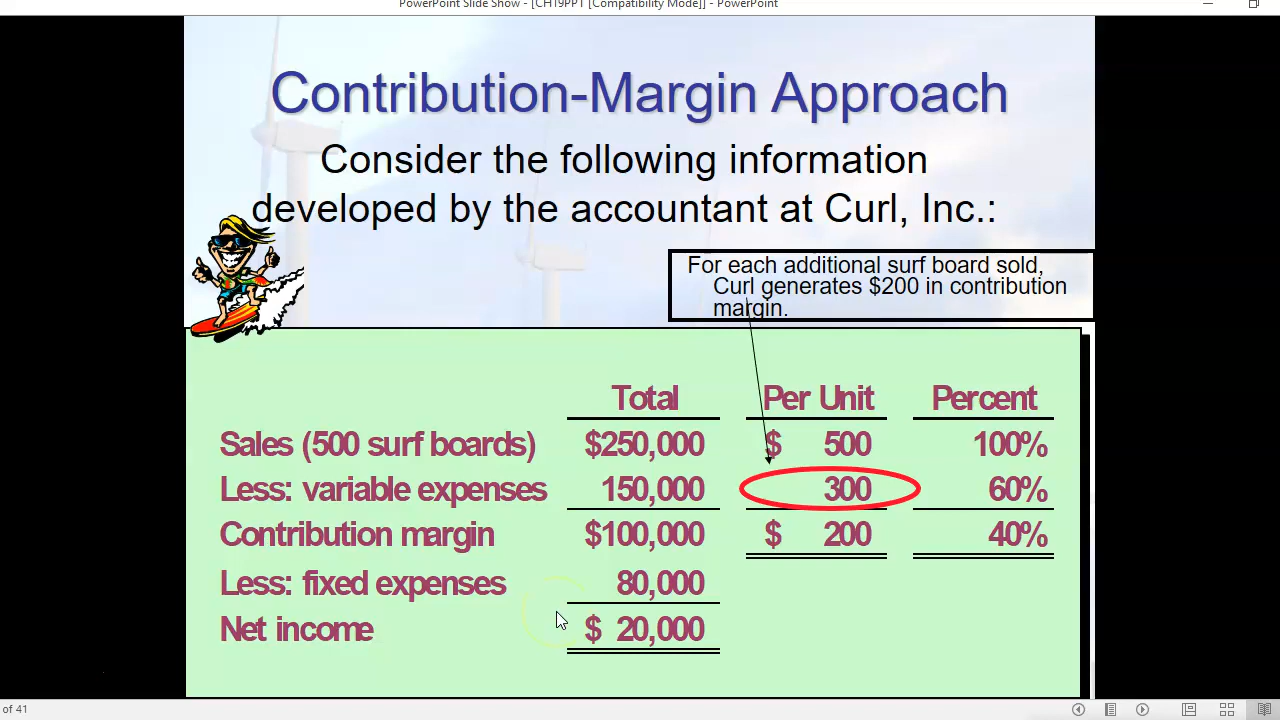 PowerPoint Slide Show - [CH19PPT [Compatibility Mode]] - PowerPoint
Contribution-Margin Approach
Consider the following information
developed by the accountant at Curl, Inc.:
For each additional surf board sold,
Curl generates $200 in contribution
margin.
Total Per Unit Percent
Sales (500 surf boards) $250,000 $ 500 100%
Less: variable expenses 150,000 300 60%
Contribution margin $100,000 $ 200 40%
Less: fixed expenses 80,000
Net income $ 20,000
of 41